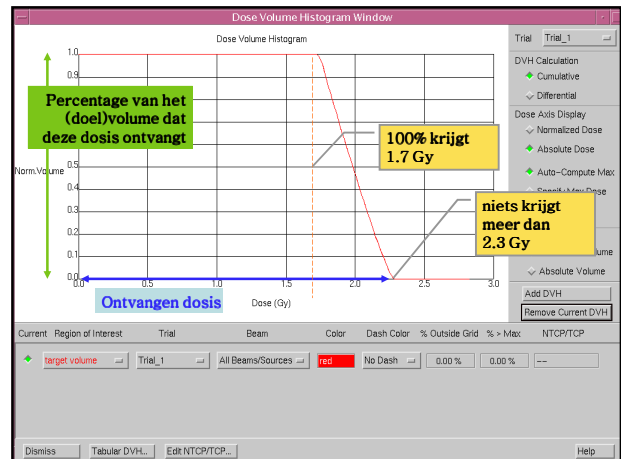 Dose Volume Histogram Window
Dose Volume Histogram
Trial Trial_1
DVH Calculation
Cumulative
Differential
Dose Axis Display
Normalized Dose
Absolute Dose
Auto-Compute Max
Specify Max Dose
Absolute Volume
Add DVH
Remove Current DVH
1.0
0.9
Percentage van het
(doel)volume dat
deze dosis ontvangt
100% krijgt
1.7 Gy
niets krijgt
meer dan
2.3 Gy
Norm.Volume
0.5
0.4
0.3
0.2
0.1
0.0
0.0 0.5 1.0 1.5 2.0 2.5 3.0
Ontvangen dosis
Dose (Gy)
Current Region of Interest Trial Beam Color Dash Color % Outside Grid % > Max NTCP/TCP
target volume Trial_1 All Beams/Sources red No Dash 0.00 % 0.00 % --
Dismiss Tabular DVH... Edit NTCP/TCP... Help